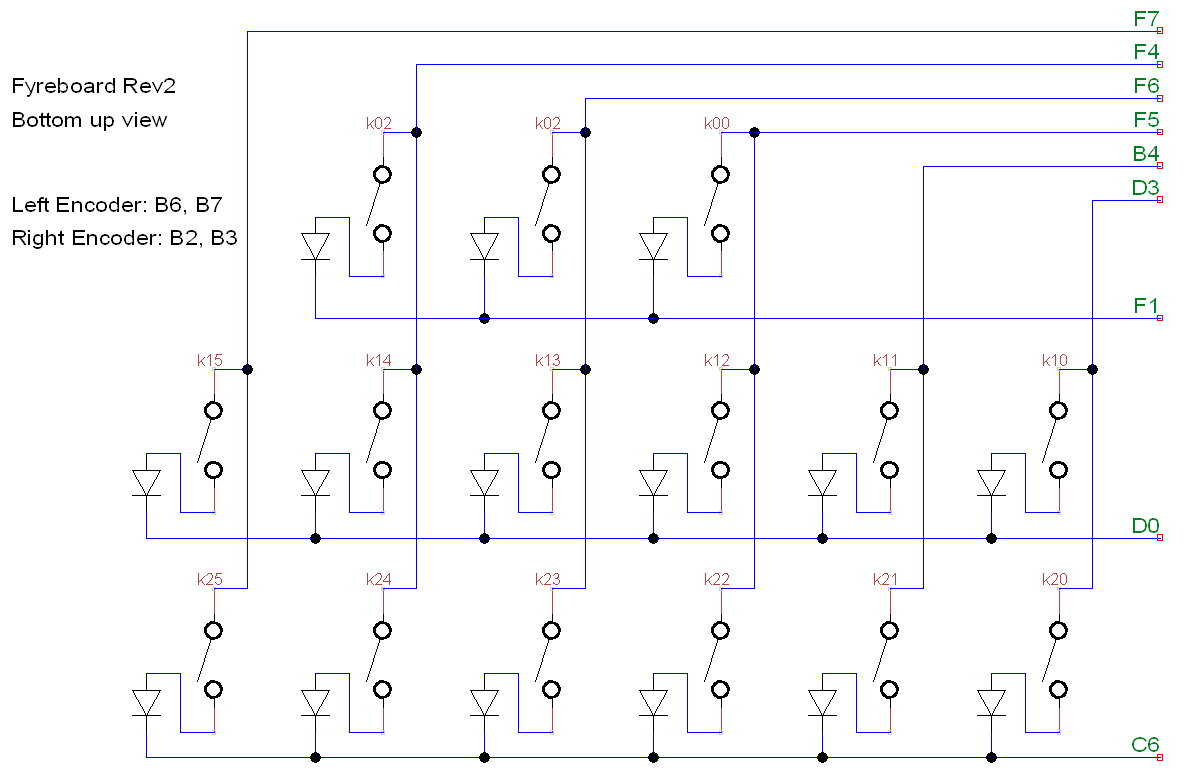 F7
F4
Fyreboard Rev2
F6
Bottom up view
k02
k02
k00
F5
B4
D3
Left Encoder: B6, B7
Right Encoder: B2, B3
F1
k15
k14
k13
k12
k11
k10
D0
k25
k24
k23
k22
k21
k20
C6